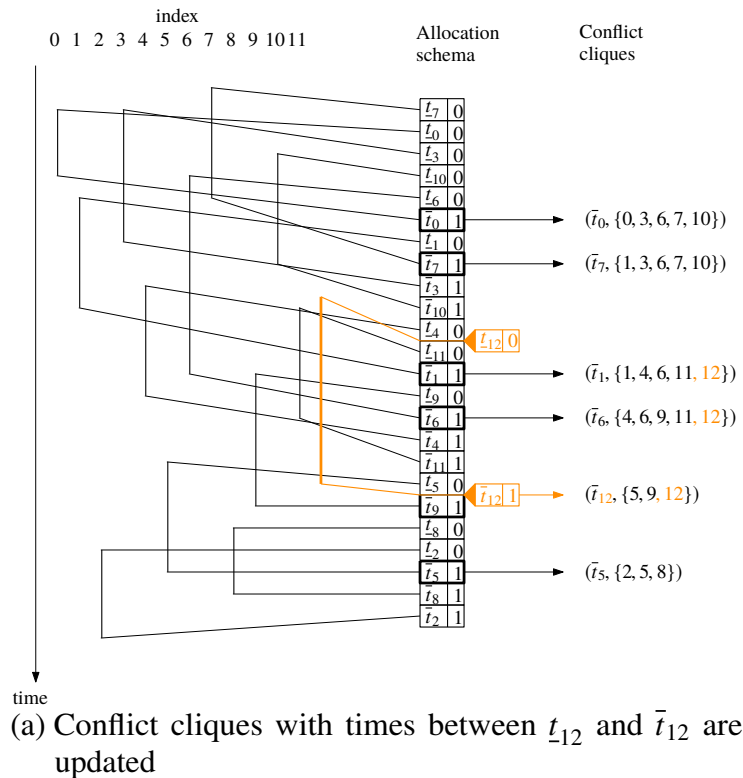 index
0 1 2 3 4 5 6 7 8 9 10 11
Allocation
schema
Conflict
cliques
t̲₇ 0
t̲₀ 0
t̲₃ 0
t̲₁₀ 0
t̲₆ 0
t̄₀ 1 (t̄₀, {0, 3, 6, 7, 10})
t̲₁ 0
t̄₇ 1 (t̄₇, {1, 3, 6, 7, 10})
t̄₃ 1
t̄₁₀ 1
t̲₄ 0
t̲₁₂ 0
t̲₁₁ 0
t̄₁ 1 (t̄₁, {1, 4, 6, 11, 12})
t̲₉ 0
t̄₆ 1 (t̄₆, {4, 6, 9, 11, 12})
t̄₄ 1
t̄₁₁ 1
t̲₅ 0
t̄₁₂ 1 (t̄₁₂, {5, 9, 12})
t̄₉ 1
t̲₈ 0
t̲₂ 0
t̄₅ 1 (t̄₅, {2, 5, 8})
t̄₈ 1
t̄₂ 1
time
(a) Conflict cliques with times between t̲₁₂ and t̄₁₂ are
updated